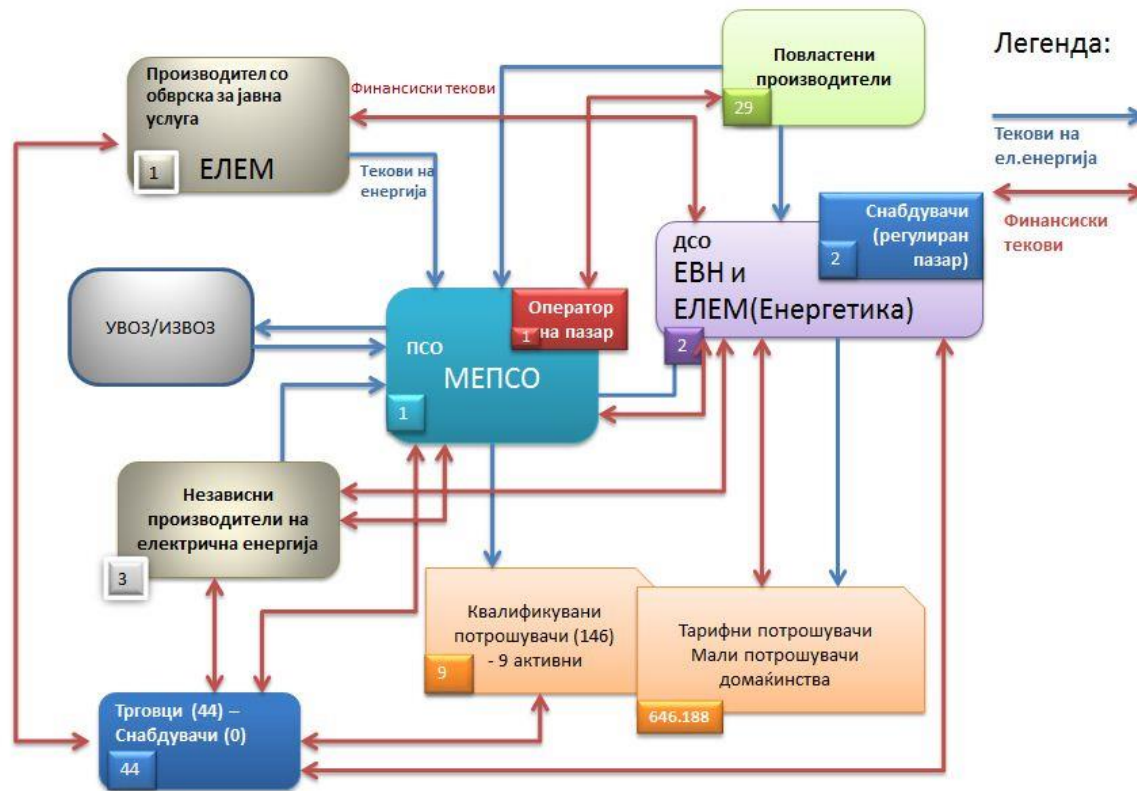 Производител со
обврска за јавна
услуга
ЕЛЕМ
1
Финансиски текови
Текови на
енергија
Повластени
производители
29
Легенда:
Текови на
ел.енергија
Финансиски
текови
Снабдувачи
(регулиран
пазар)
2
ДСО
ЕВН и
ЕЛЕМ(Енергетика)
2
УВОЗ/ИЗВОЗ
Оператор
на пазар
1
ПСО
МЕПСО
1
Независни
производители на
електрична енергија
3
Квалификувани
потрошувачи (146)
- 9 активни
9
Тарифни потрошувачи
Мали потрошувачи
домаќинства
646.188
Трговци (44) –
Снабдувачи (0)
44